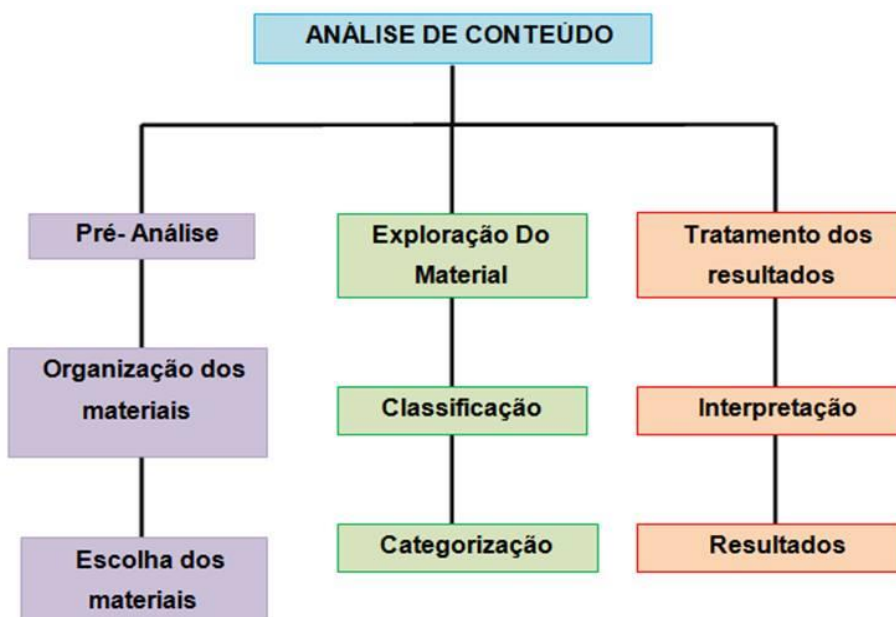 ANÁLISE DE CONTEÚDO
Pré- Análise
Organização dos
materiais
Escolha dos
materiais
Exploração Do
Material
Classificação
Categorização
Tratamento dos
resultados
Interpretação
Resultados